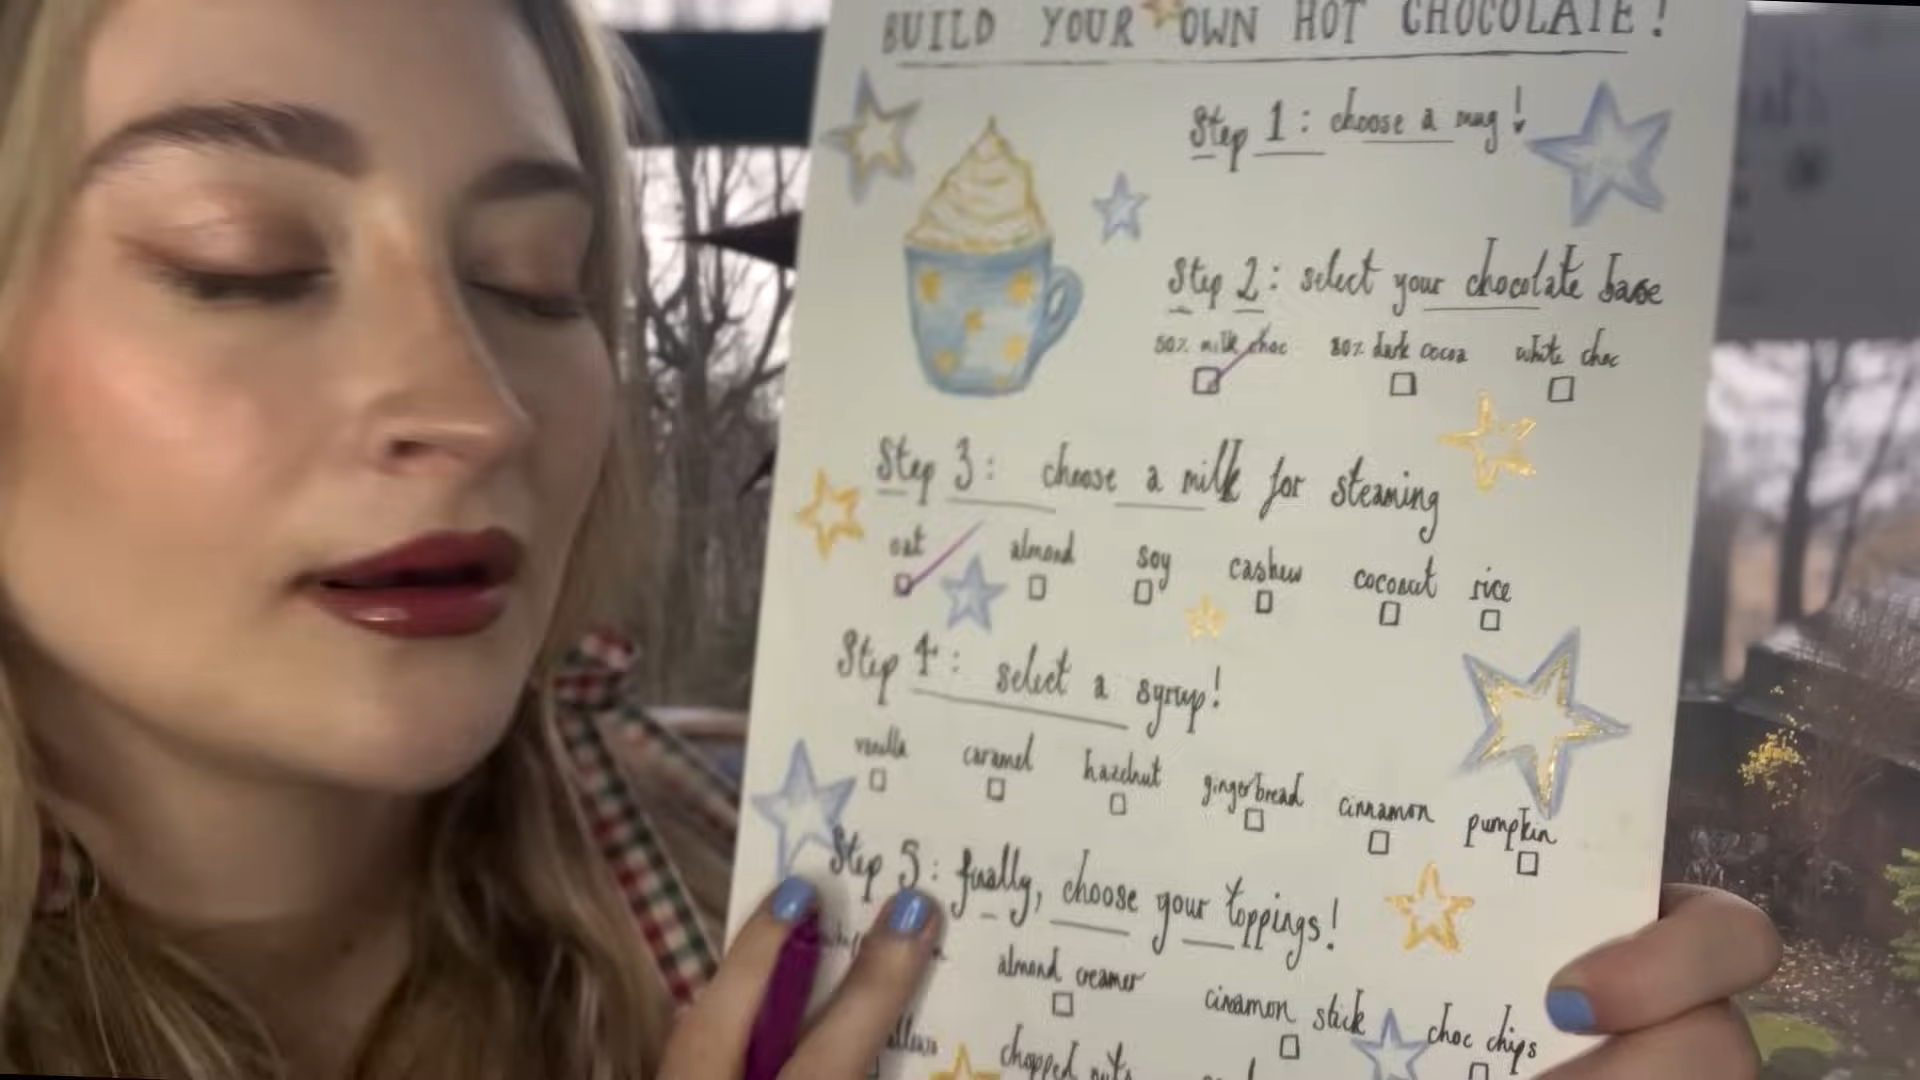 BUILD YOUR OWN HOT CHOCOLATE!
Step 1: choose a mug!
Step 2: select your chocolate base
50% milk choc 80% dark cocoa white choc
Step 3: choose a milk for steaming
oat almond soy cashew coconut rice
Step 4: select a syrup!
vanilla caramel hazelnut gingerbread cinnamon pumpkin
Step 5: finally, choose your toppings!
almond creamer cinnamon stick choc chips
chopped nuts